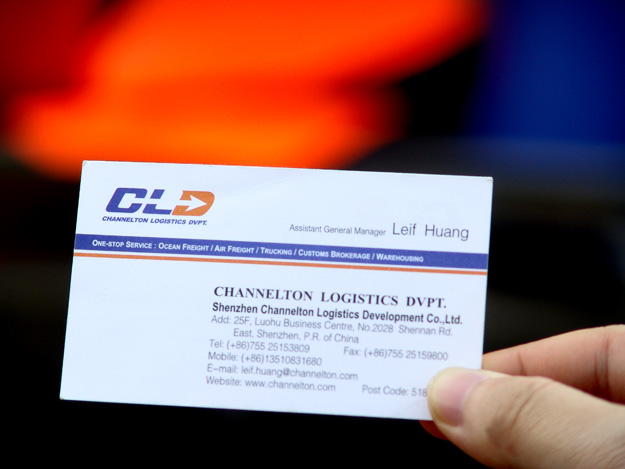 CLD
CHANNELTON LOGISTICS DVPT.
Assistant General Manager Leif Huang
ONE-STOP SERVICE : OCEAN FREIGHT / AIR FREIGHT / TRUCKING / CUSTOMS BROKERAGE / WAREHOUSING
CHANNELTON LOGISTICS DVPT.
Shenzhen Channelton Logistics Development Co.,Ltd.
Add: 25F, Luohu Business Centre, No.2028 Shennan Rd.
East, Shenzhen, P.R. of China
Tel: (+86)755 25153809 Fax: (+86)755 25159800
Mobile: (+86)13510831680
E-mail: leif.huang@channelton.com
Website: www.channelton.com Post Code: 518